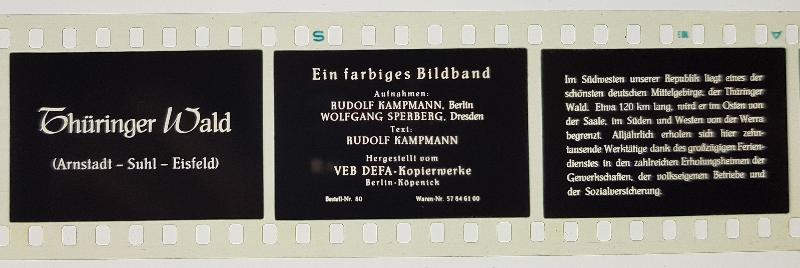 S
Thüringer Wald
(Arnstadt – Suhl – Eisfeld)
Ein farbiges Bildband
Aufnahmen:
RUDOLF KAMPMANN, Berlin
WOLFGANG SPERBERG, Dresden
Text:
RUDOLF KAMPMANN
Hergestellt vom
VEB DEFA-Kopierwerke
Berlin-Köpenick
Bestell-Nr. 80 Waren-Nr. 57 84 61 00
Im Südwesten unserer Republik liegt eines der
schönsten deutschen Mittelgebirge, der Thüringer
Wald. Etwa 120 km lang, wird er im Osten von
der Saale, im Süden und Westen von der Werra
begrenzt. Alljährlich erholen sich hier zehn-
tausende Werktätige dank des großzügigen Ferien-
dienstes in den zahlreichen Erholungsheimen der
Gewerkschaften, der volkseigenen Betriebe und
der Sozialversicherung.